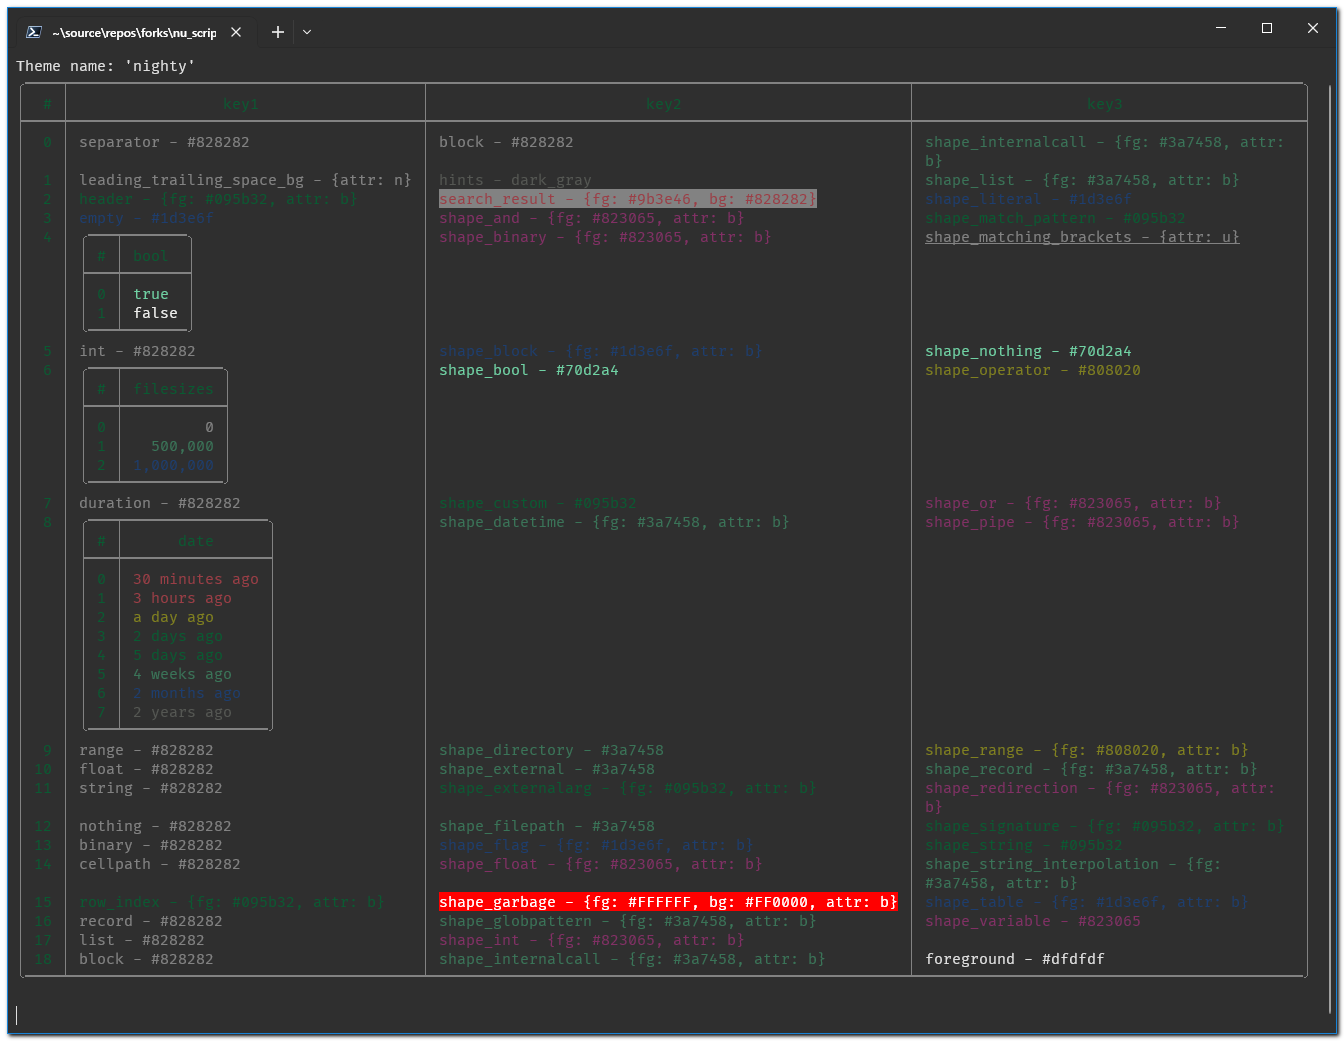 ~\source\repos\forks\nu_scrip
Theme name: 'nighty'
# key1 key2 key3
0 separator - #828282 block - #828282 shape_internalcall - {fg: #3a7458, attr:
b}
1 leading_trailing_space_bg - {attr: n} hints - dark_gray shape_list - {fg: #3a7458, attr: b}
2 header - {fg: #095b32, attr: b} search_result - {fg: #9b3e46, bg: #828282} shape_literal - #1d3e6f
3 empty - #1d3e6f shape_and - {fg: #823065, attr: b} shape_match_pattern - #095b32
4 shape_binary - {fg: #823065, attr: b} shape_matching_brackets - {attr: u}
# bool
0 true
1 false
5 int - #828282 shape_block - {fg: #1d3e6f, attr: b} shape_nothing - #70d2a4
6 shape_bool - #70d2a4 shape_operator - #808020
# filesizes
0 0
1 500,000
2 1,000,000
7 duration - #828282 shape_custom - #095b32 shape_or - {fg: #823065, attr: b}
8 shape_datetime - {fg: #3a7458, attr: b} shape_pipe - {fg: #823065, attr: b}
# date
0 30 minutes ago
1 3 hours ago
2 a day ago
3 2 days ago
4 5 days ago
5 4 weeks ago
6 2 months ago
7 2 years ago
9 range - #828282 shape_directory - #3a7458 shape_range - {fg: #808020, attr: b}
10 float - #828282 shape_external - #3a7458 shape_record - {fg: #3a7458, attr: b}
11 string - #828282 shape_externalarg - {fg: #095b32, attr: b} shape_redirection - {fg: #823065, attr:
b}
12 nothing - #828282 shape_filepath - #3a7458 shape_signature - {fg: #095b32, attr: b}
13 binary - #828282 shape_flag - {fg: #1d3e6f, attr: b} shape_string - #095b32
14 cellpath - #828282 shape_float - {fg: #823065, attr: b} shape_string_interpolation - {fg:
#3a7458, attr: b}
15 row_index - {fg: #095b32, attr: b} shape_garbage - {fg: #FFFFFF, bg: #FF0000, attr: b} shape_table - {fg: #1d3e6f, attr: b}
16 record - #828282 shape_globpattern - {fg: #3a7458, attr: b} shape_variable - #823065
17 list - #828282 shape_int - {fg: #823065, attr: b}
18 block - #828282 shape_internalcall - {fg: #3a7458, attr: b} foreground - #dfdfdf